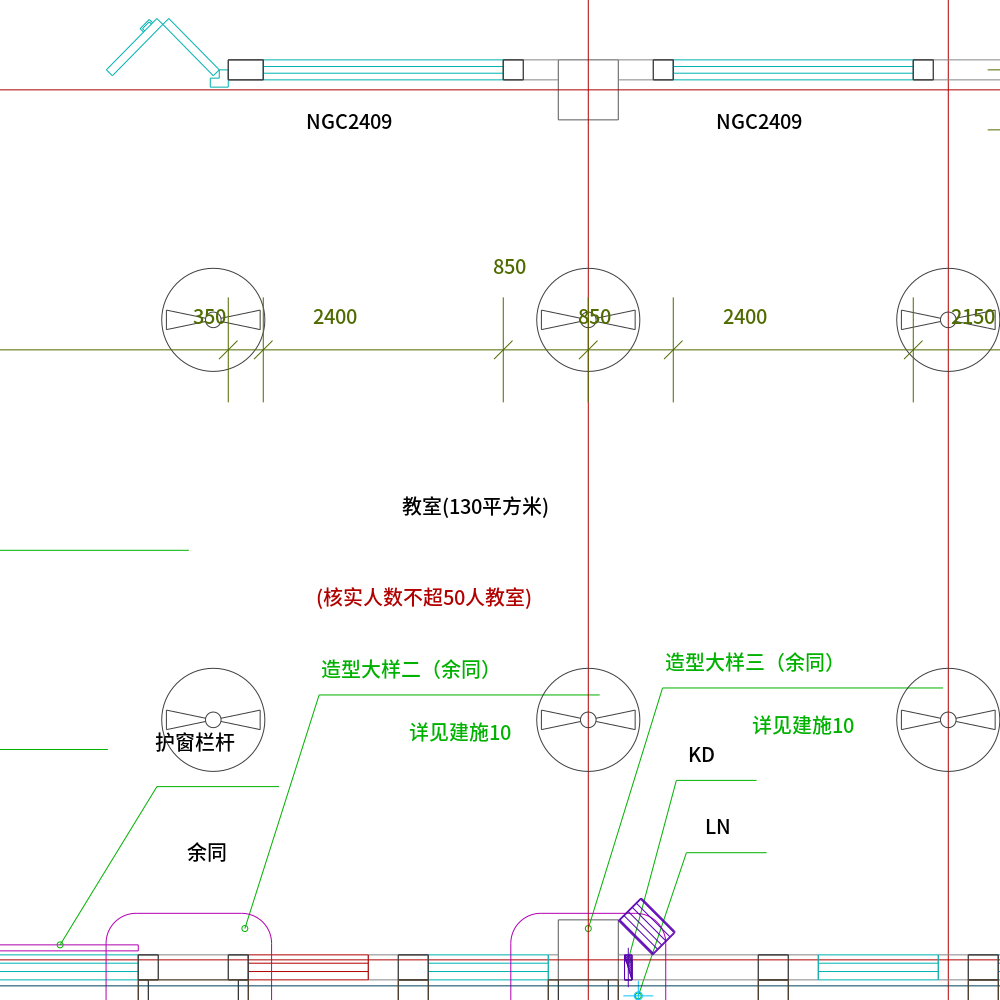 NGC2409
NGC2409
850
350
2400
850
2400
2150
教室(130平方米)
(核实人数不超50人教室)
造型大样二（余同）
造型大样三（余同）
详见建施10
详见建施10
护窗栏杆
KD
LN
余同